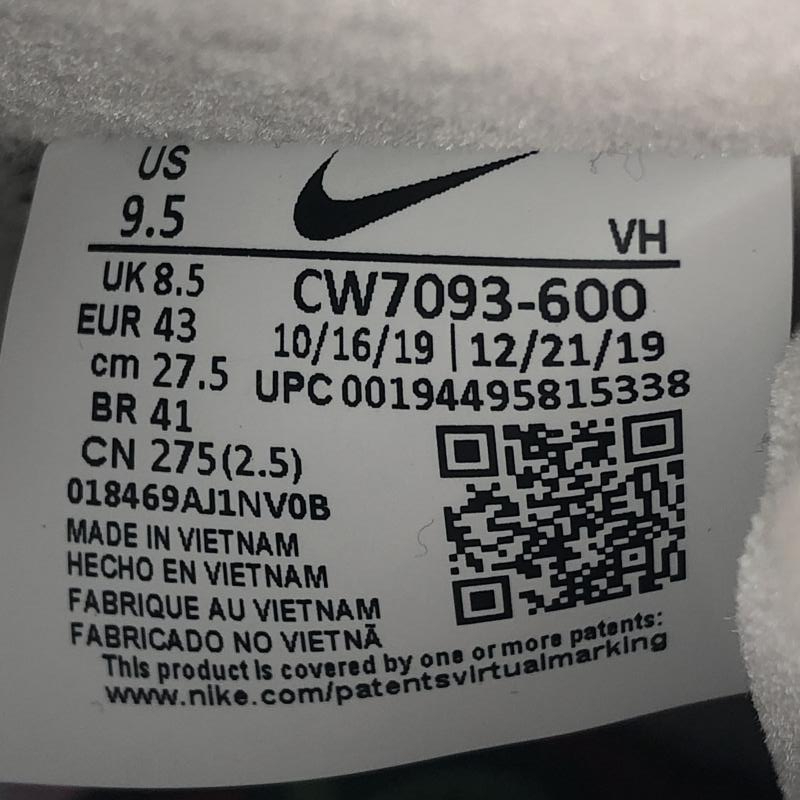 US
9.5
VH
UK 8.5
EUR 43
cm 27.5
BR 41
CN 275(2.5)
CW7093-600
10/16/19 | 12/21/19
UPC 00194495815338
018469AJ1NV0B
MADE IN VIETNAM
HECHO EN VIETNAM
FABRIQUE AU VIETNAM
FABRICADO NO VIETNÃ
This product is covered by one or more patents:
www.nike.com/patentsvirtualmarking